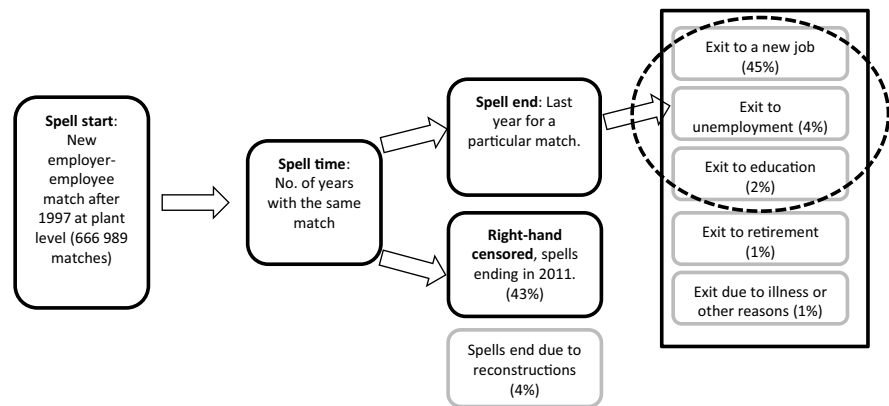 Spell start:
New
employer-
employee
match after
1997 at plant
level (666 989
matches)
Spell time:
No. of years
with the same
match
Spell end: Last
year for a
particular match.
Right-hand
censored, spells
ending in 2011.
(43%)
Spells end due to
reconstructions
(4%)
Exit to a new job
(45%)
Exit to
unemployment (4%)
Exit to education
(2%)
Exit to retirement
(1%)
Exit due to illness or
other reasons (1%)